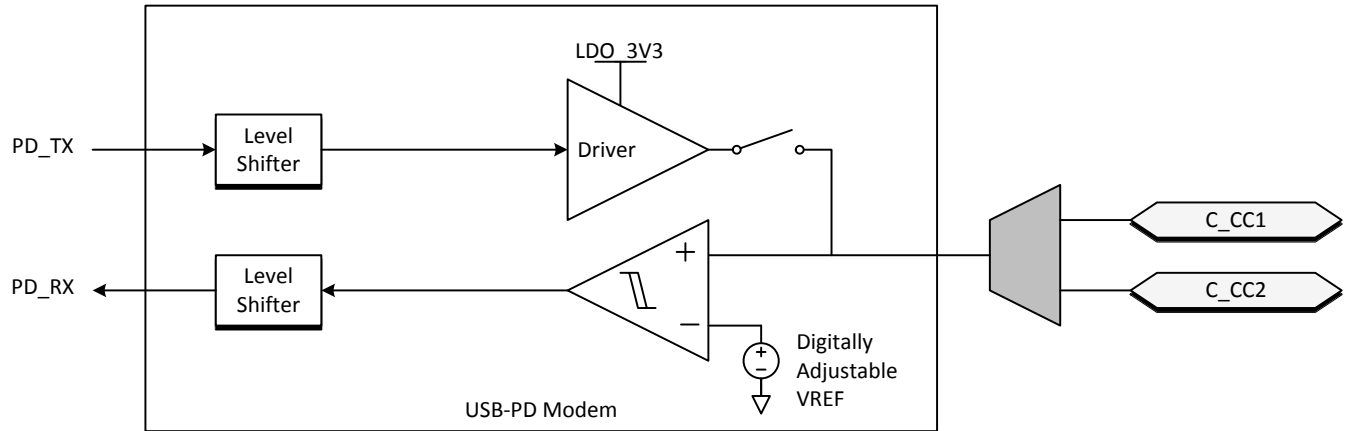 LDO_3V3
PD_TX
Level
Shifter
Driver
C_CC1
PD_RX
Level
Shifter
C_CC2
Digitally
Adjustable
VREF
USB-PD Modem